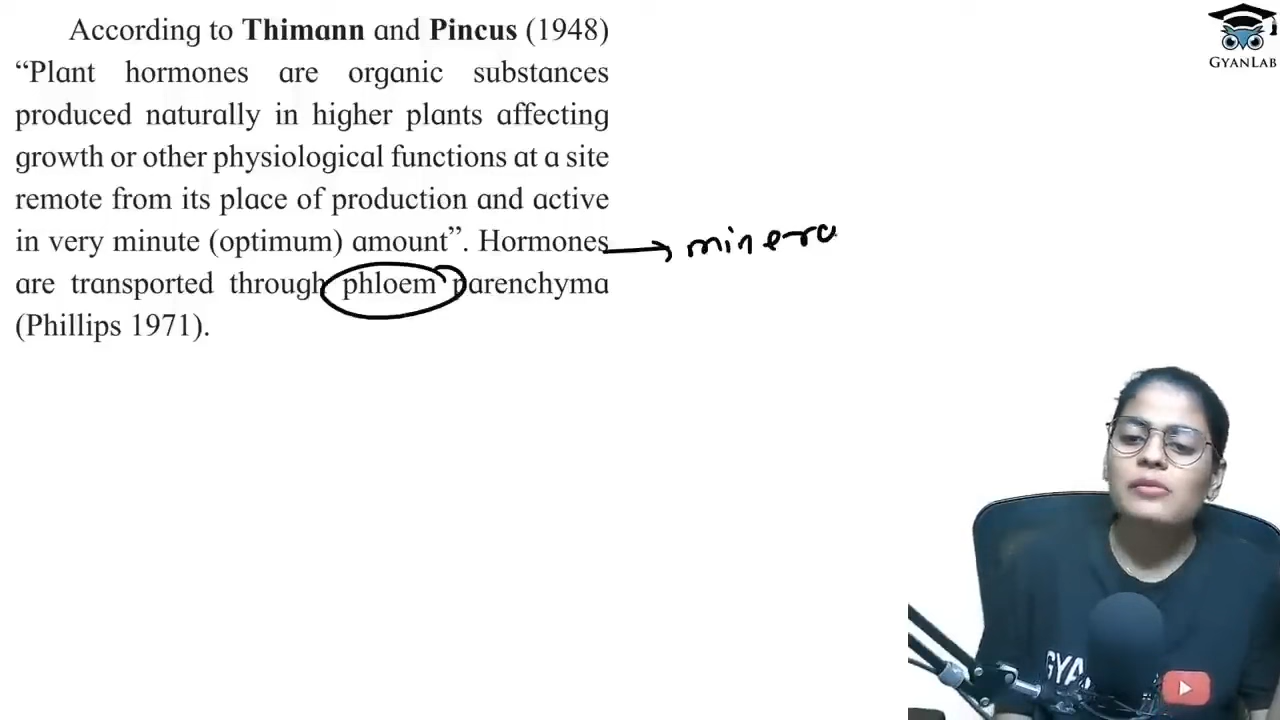 According to Thimann and Pincus (1948)
“Plant hormones are organic substances
produced naturally in higher plants affecting
growth or other physiological functions at a site
remote from its place of production and active
in very minute (optimum) amount”. Hormones
are transported through phloem parenchyma
(Phillips 1971).
minera
GYANLAB
GYA